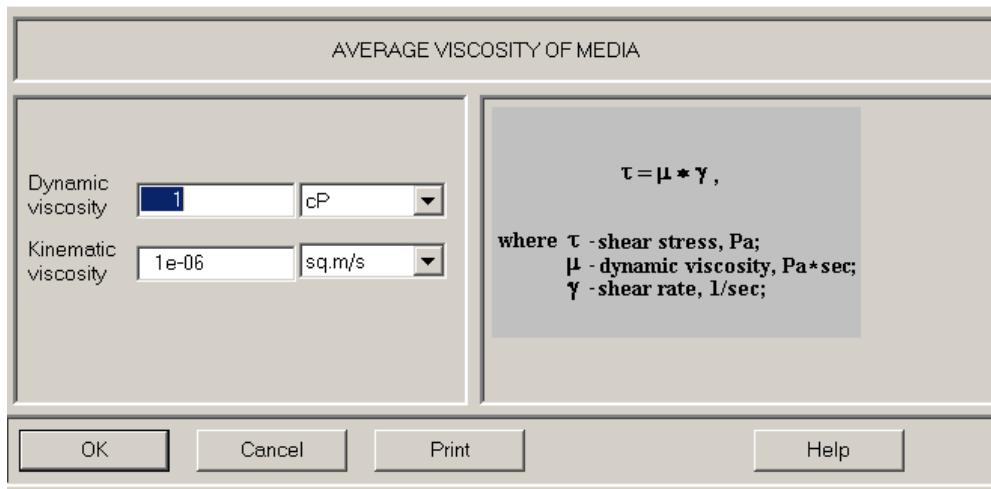 AVERAGE VISCOSITY OF MEDIA
Dynamic
viscosity
1
cP
Kinematic
viscosity
1e-06
sq.m/s
τ=μ*γ,
where τ -shear stress, Pa;
μ - dynamic viscosity, Pa*sec;
γ -shear rate, 1/sec;
OK
Cancel
Print
Help